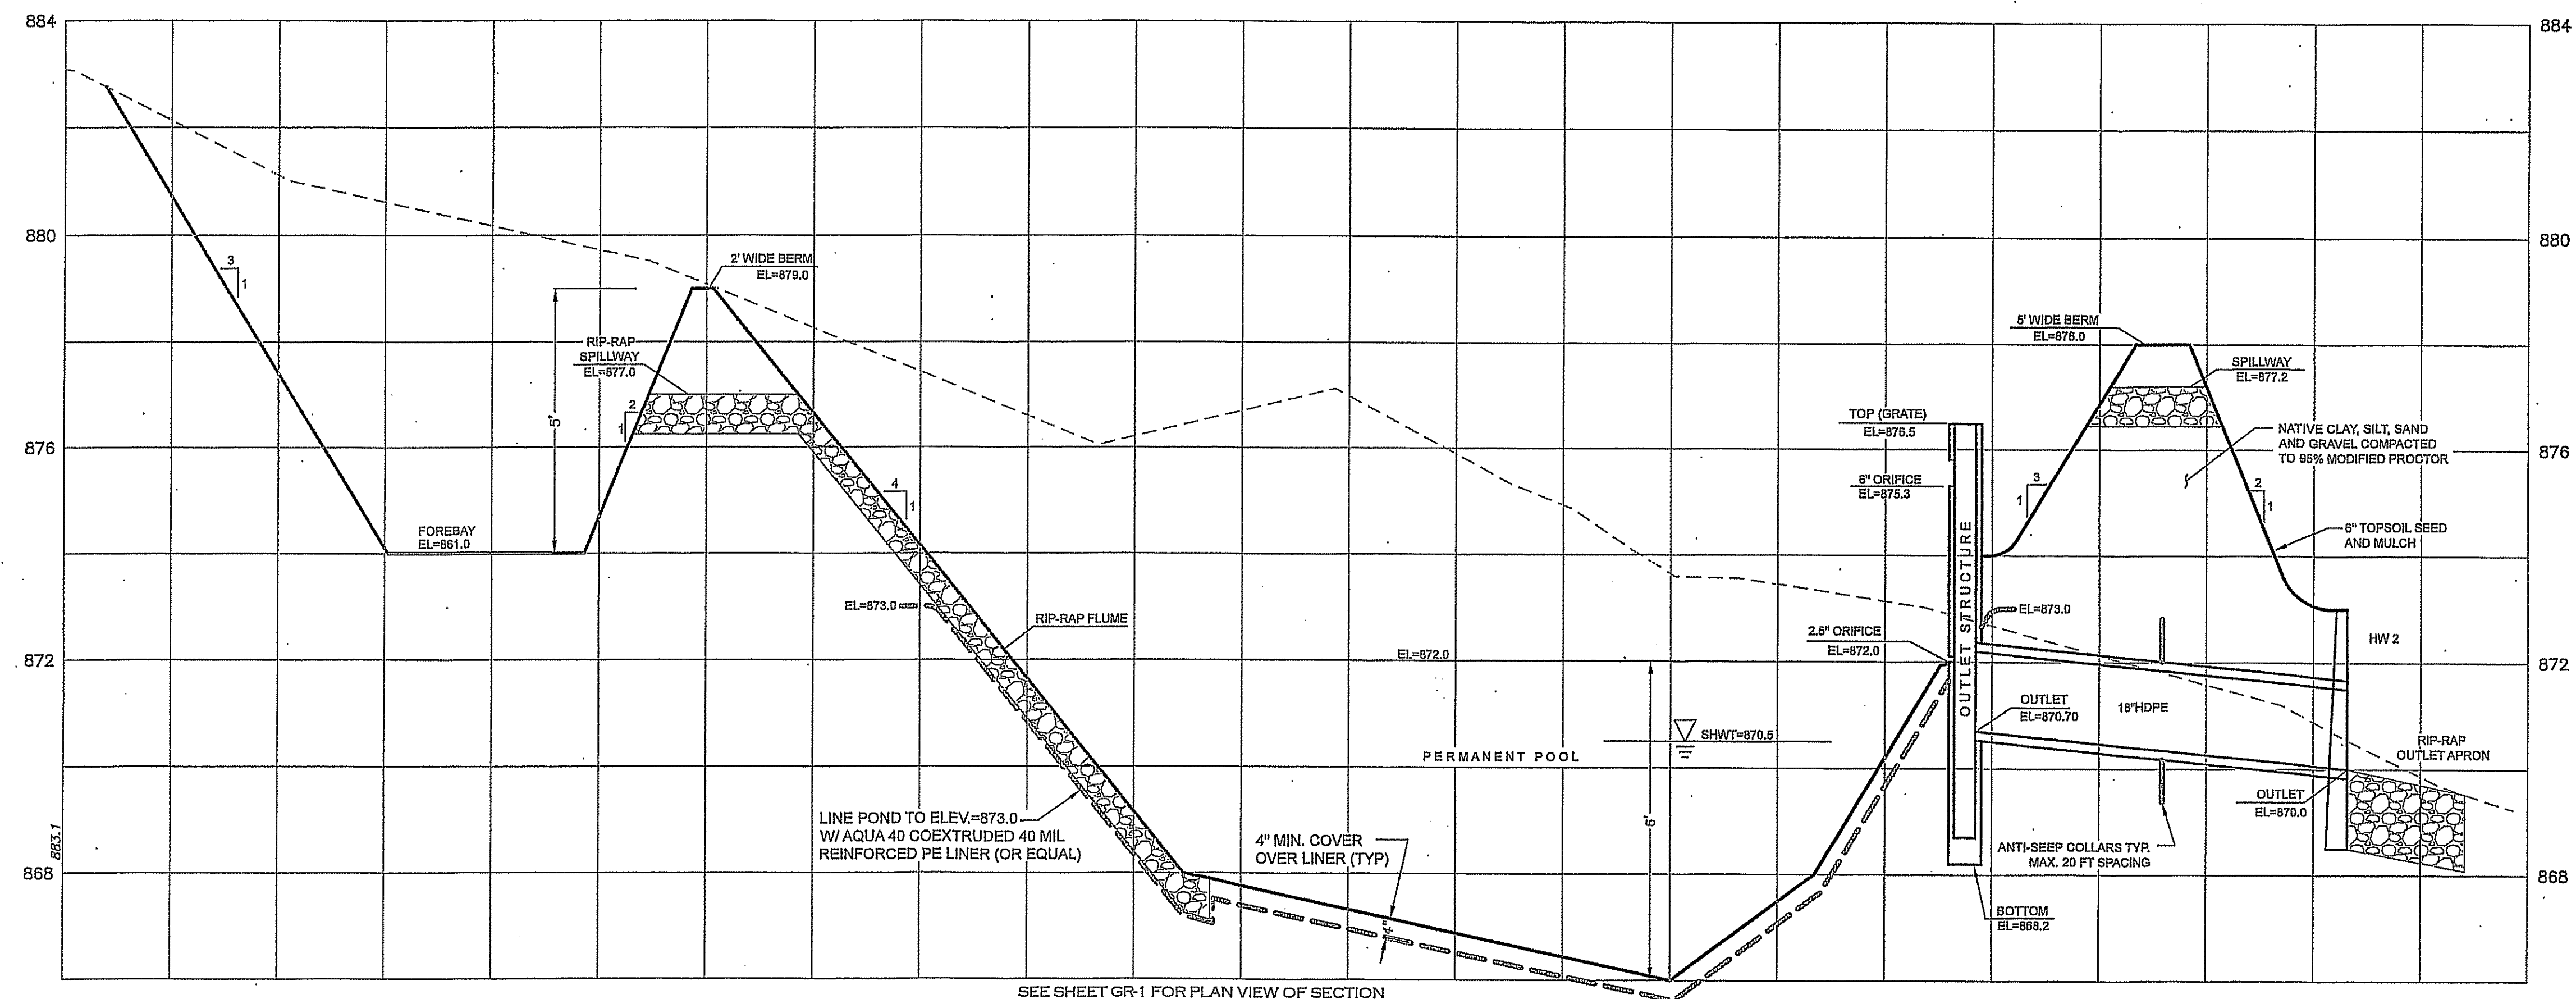 884
884
880
880
3
1
2' WIDE BERM
EL=879.0
5'
RIP-RAP
SPILLWAY
EL=877.0
2
1
5' WIDE BERM
EL=878.0
SPILLWAY
EL=877.2
TOP (GRATE)
EL=876.5
NATIVE CLAY, SILT, SAND
AND GRAVEL COMPACTED
TO 95% MODIFIED PROCTOR
876
876
6" ORIFICE
EL=875.3
4
1
3
1
2
1
FOREBAY
EL=861.0
6" TOPSOIL SEED
AND MULCH
OUTLET STRUCTURE
EL=873.0
EL=873.0
RIP-RAP FLUME
2.5" ORIFICE
EL=872.0
HW 2
872
EL=872.0
872
OUTLET
EL=870.70
18"HDPE
SHWT=870.5
PERMANENT POOL
RIP-RAP
OUTLET APRON
OUTLET
EL=870.0
6'
LINE POND TO ELEV.=873.0
W/ AQUA 40 COEXTRUDED 40 MIL
REINFORCED PE LINER (OR EQUAL)
4" MIN. COVER
OVER LINER (TYP)
ANTI-SEEP COLLARS TYP.
MAX. 20 FT SPACING
883.1
868
868
BOTTOM
EL=868.2
4"
SEE SHEET GR-1 FOR PLAN VIEW OF SECTION